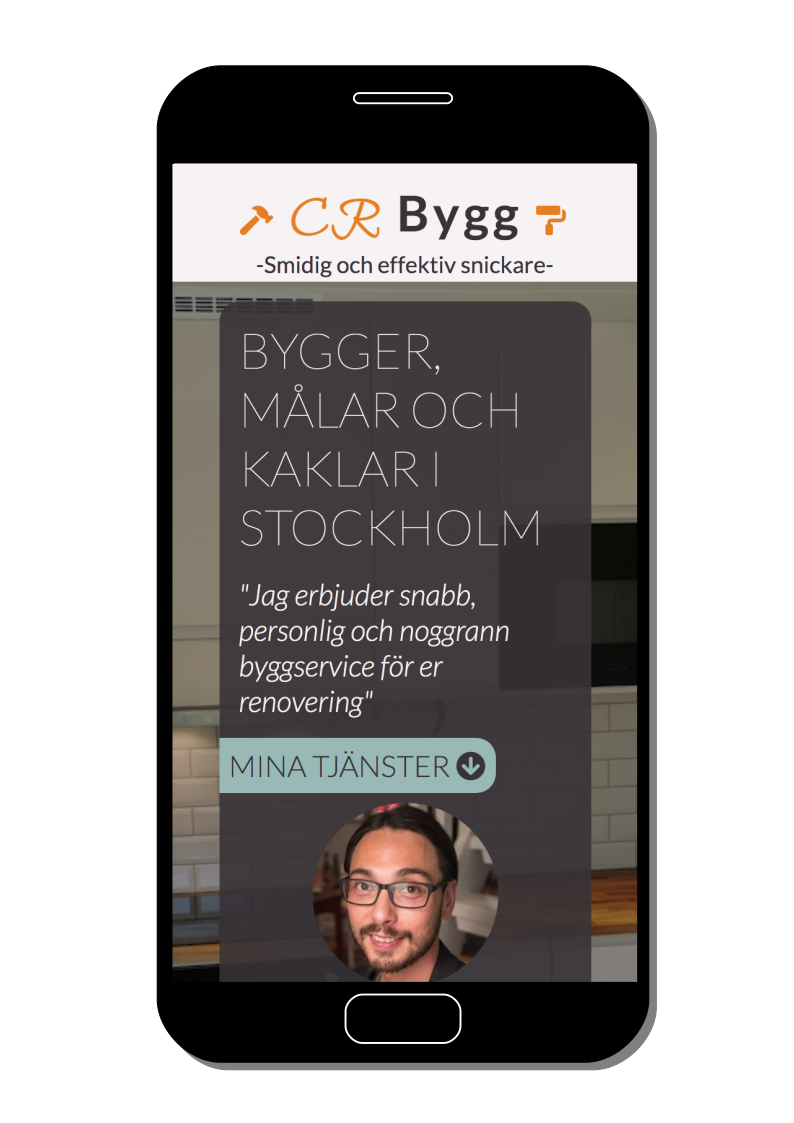 CR Bygg
-Smidig och effektiv snickare-
BYGGER,
MÅLAR OCH
KAKLAR I
STOCKHOLM
"Jag erbjuder snabb,
personlig och noggrann
byggservice för er
renovering"
MINA TJÄNSTER